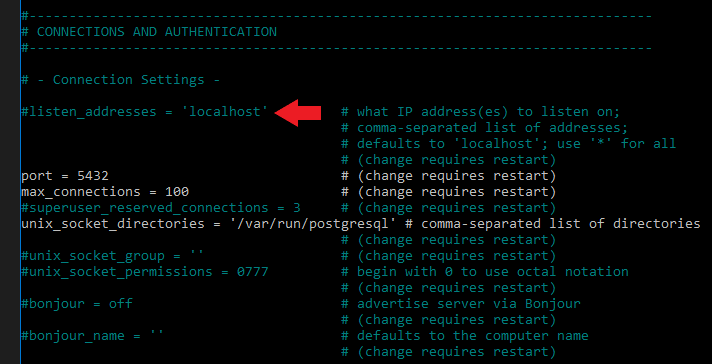 #------------------------------------------------------------------------------
# CONNECTIONS AND AUTHENTICATION
#------------------------------------------------------------------------------
# - Connection Settings -
#listen_addresses = 'localhost'         # what IP address(es) to listen on;
                                        # comma-separated list of addresses;
                                        # defaults to 'localhost'; use '*' for all
                                        # (change requires restart)
port = 5432                             # (change requires restart)
max_connections = 100                   # (change requires restart)
#superuser_reserved_connections = 3     # (change requires restart)
unix_socket_directories = '/var/run/postgresql' # comma-separated list of directories
                                        # (change requires restart)
#unix_socket_group = ''                 # (change requires restart)
#unix_socket_permissions = 0777         # begin with 0 to use octal notation
                                        # (change requires restart)
#bonjour = off                          # advertise server via Bonjour
                                        # (change requires restart)
#bonjour_name = ''                      # defaults to the computer name
                                        # (change requires restart)